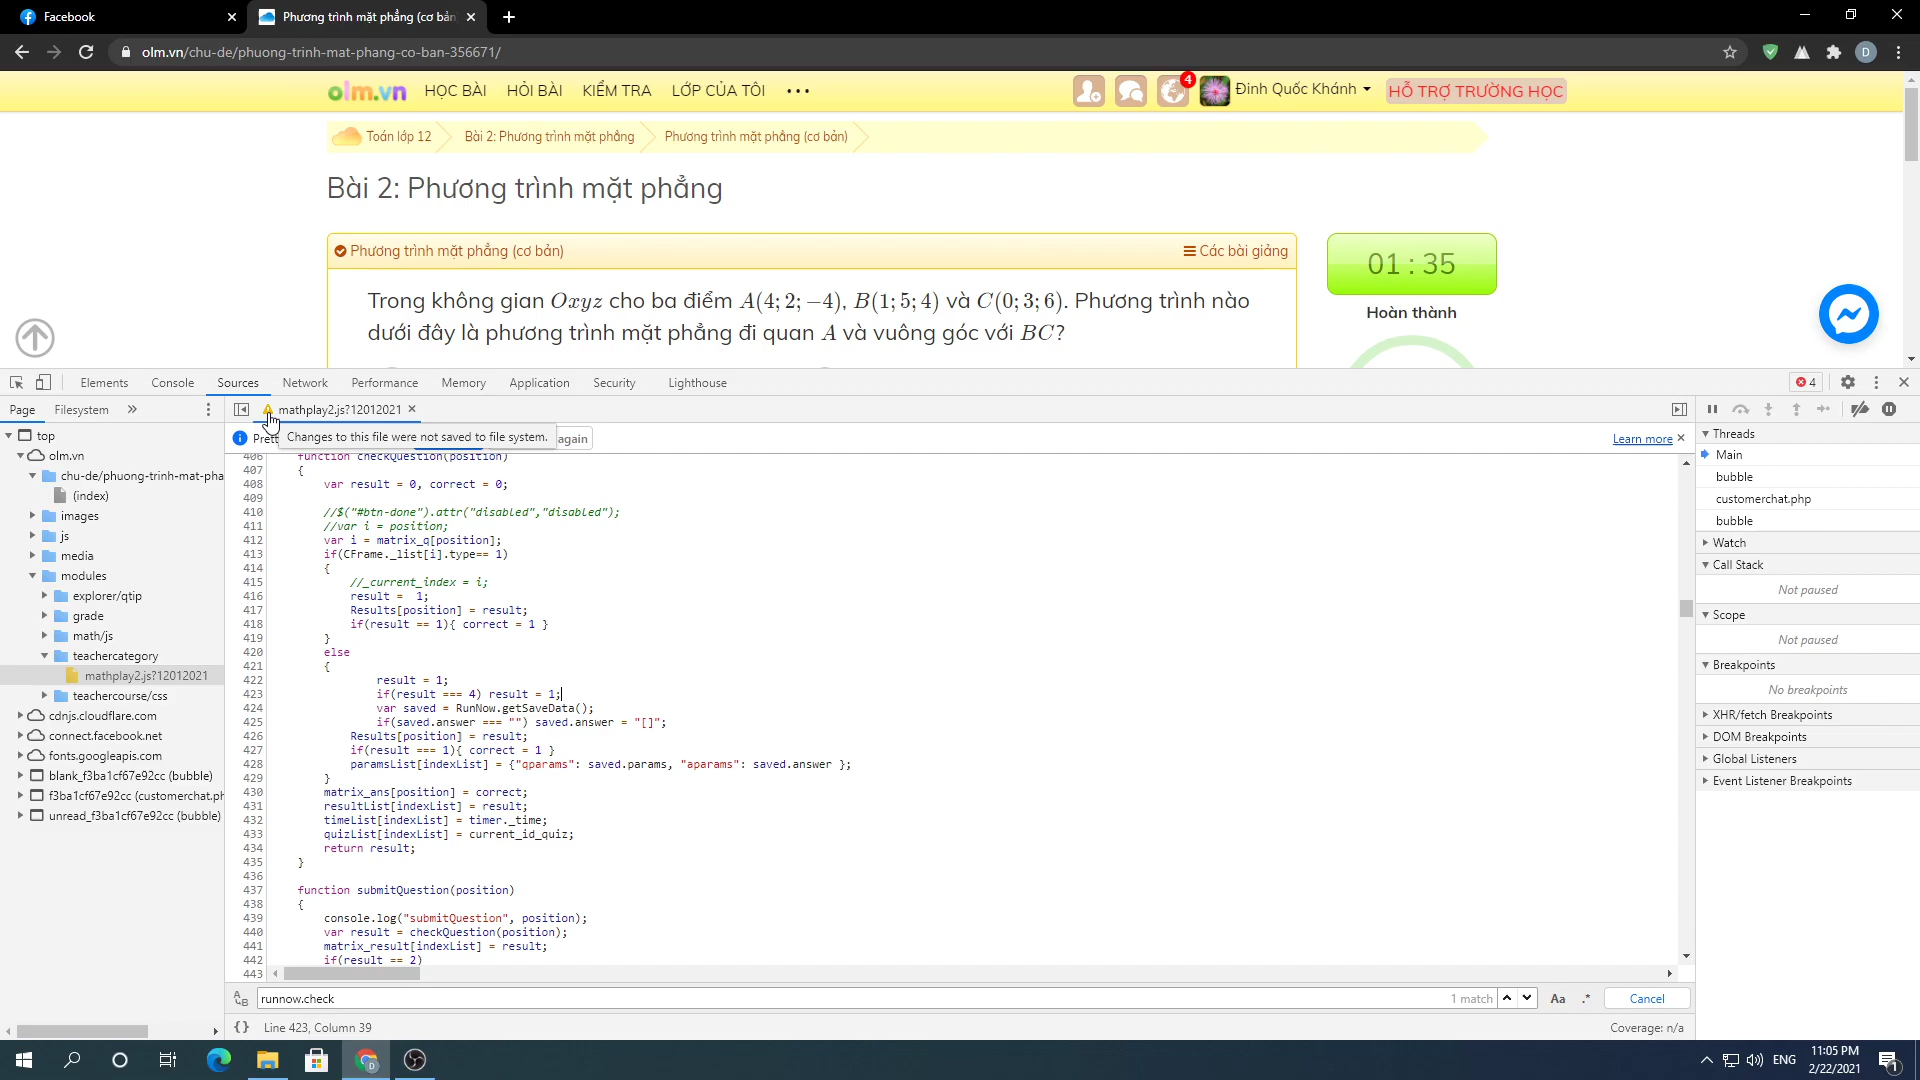 Facebook
Phương trình mặt phẳng (cơ bản
olm.vn/chu-de/phuong-trinh-mat-phang-co-ban-356671/
D
olm.vn HỌC BÀI HỎI BÀI KIỂM TRA LỚP CỦA TÔI •••
4 Đinh Quốc Khánh HỖ TRỢ TRƯỜNG HỌC
Toán lớp 12 Bài 2: Phương trình mặt phẳng Phương trình mặt phẳng (cơ bản)
Bài 2: Phương trình mặt phẳng
Phương trình mặt phẳng (cơ bản) Các bài giảng
01 : 35
Hoàn thành
Trong không gian Oxyz cho ba điểm A(4; 2; −4), B(1; 5; 4) và C(0; 3; 6). Phương trình nào
dưới đây là phương trình mặt phẳng đi quan A và vuông góc với BC?
Elements Console Sources Network Performance Memory Application Security Lighthouse 4
Page Filesystem »
mathplay2.js?12012021
Prett
Changes to this file were not saved to file system.
again
Learn more
top
olm.vn
chu-de/phuong-trinh-mat-pha
(index)
images
js
media
modules
explorer/qtip
grade
math/js
teachercategory
mathplay2.js?12012021
teachercourse/css
cdnjs.cloudflare.com
connect.facebook.net
fonts.googleapis.com
blank_f3ba1cf67e92cc (bubble)
f3ba1cf67e92cc (customerchat.ph
unread_f3ba1cf67e92cc (bubble)
406 function checkQuestion(position)
407 {
408 var result = 0, correct = 0;
409
410 //$("#btn-done").attr("disabled","disabled");
411 //var i = position;
412 var i = matrix_q[position];
413 if(CFrame._list[i].type== 1)
414 {
415 //_current_index = i;
416 result = 1;
417 Results[position] = result;
418 if(result == 1){ correct = 1 }
419 }
420 else
421 {
422 result = 1;
423 if(result === 4) result = 1;
424 var saved = RunNow.getSaveData();
425 if(saved.answer === "") saved.answer = "[]";
426 Results[position] = result;
427 if(result === 1){ correct = 1 }
428 paramsList[indexList] = {"qparams": saved.params, "aparams": saved.answer };
429 }
430 matrix_ans[position] = correct;
431 resultList[indexList] = result;
432 timeList[indexList] = timer._time;
433 quizList[indexList] = current_id_quiz;
434 return result;
435 }
436
437 function submitQuestion(position)
438 {
439 console.log("submitQuestion", position);
440 var result = checkQuestion(position);
441 matrix_result[indexList] = result;
442 if(result == 2)
443
Threads
Main
bubble
customerchat.php
bubble
Watch
Call Stack
Not paused
Scope
Not paused
Breakpoints
No breakpoints
XHR/fetch Breakpoints
DOM Breakpoints
Global Listeners
Event Listener Breakpoints
runnow.check 1 match Aa .* Cancel
{ } Line 423, Column 39 Coverage: n/a
ENG
11:05 PM
2/22/2021
1